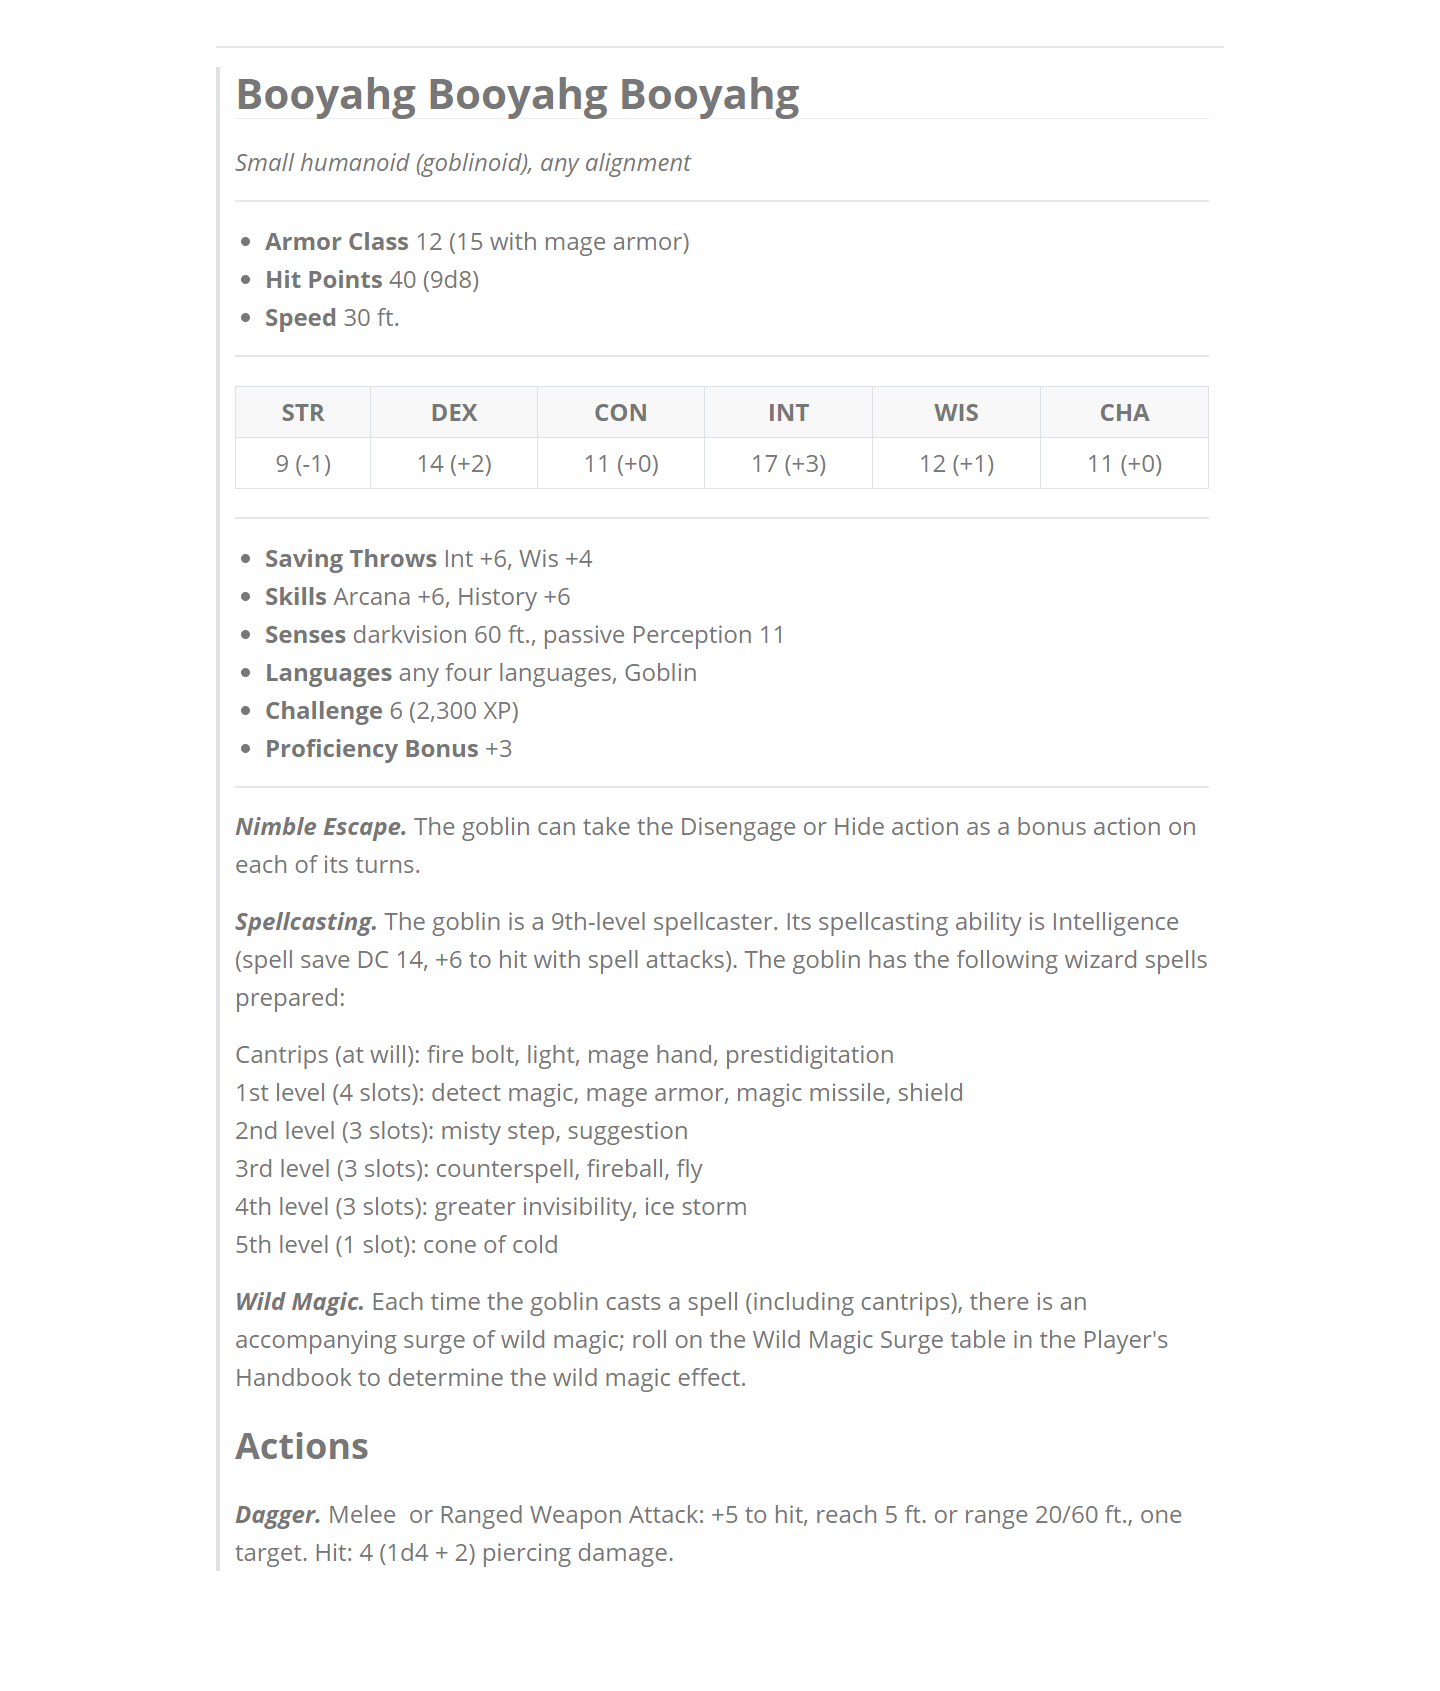 Booyahg Booyahg Booyahg
Small humanoid (goblinoid), any alignment
• Armor Class 12 (15 with mage armor)
• Hit Points 40 (9d8)
• Speed 30 ft.
STR DEX CON INT WIS CHA
9 (-1) 14 (+2) 11 (+0) 17 (+3) 12 (+1) 11 (+0)
• Saving Throws Int +6, Wis +4
• Skills Arcana +6, History +6
• Senses darkvision 60 ft., passive Perception 11
• Languages any four languages, Goblin
• Challenge 6 (2,300 XP)
• Proficiency Bonus +3
Nimble Escape. The goblin can take the Disengage or Hide action as a bonus action on
each of its turns.
Spellcasting. The goblin is a 9th-level spellcaster. Its spellcasting ability is Intelligence
(spell save DC 14, +6 to hit with spell attacks). The goblin has the following wizard spells
prepared:
Cantrips (at will): fire bolt, light, mage hand, prestidigitation
1st level (4 slots): detect magic, mage armor, magic missile, shield
2nd level (3 slots): misty step, suggestion
3rd level (3 slots): counterspell, fireball, fly
4th level (3 slots): greater invisibility, ice storm
5th level (1 slot): cone of cold
Wild Magic. Each time the goblin casts a spell (including cantrips), there is an
accompanying surge of wild magic; roll on the Wild Magic Surge table in the Player's
Handbook to determine the wild magic effect.
Actions
Dagger. Melee  or Ranged Weapon Attack: +5 to hit, reach 5 ft. or range 20/60 ft., one
target. Hit: 4 (1d4 + 2) piercing damage.